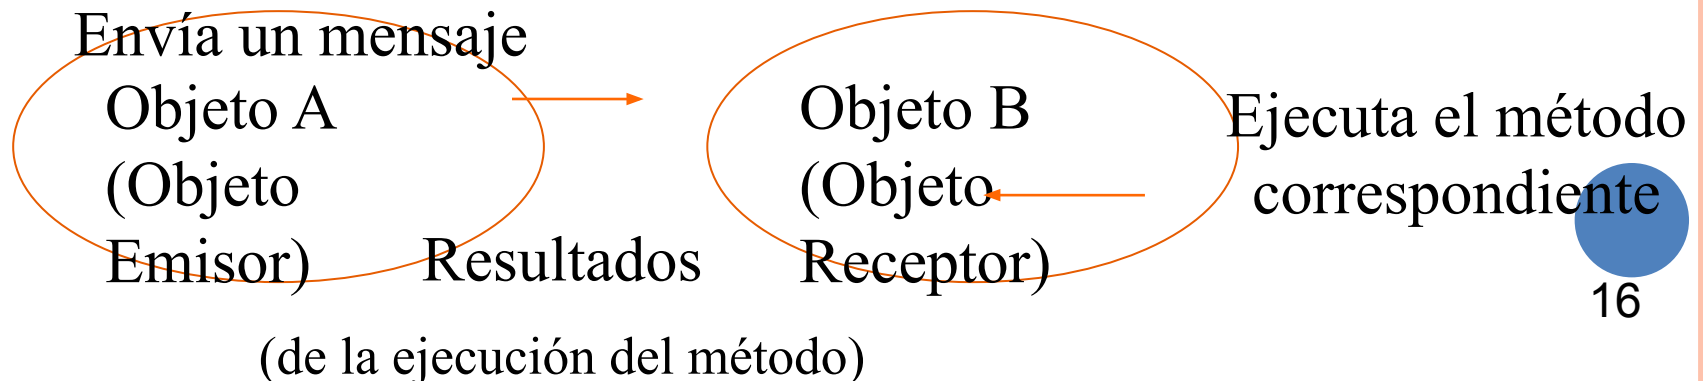 Envía un mensaje
Objeto A
(Objeto
Emisor)
Objeto B
(Objeto
Receptor)
Ejecuta el método
correspondiente
Resultados
(de la ejecución del método)
16